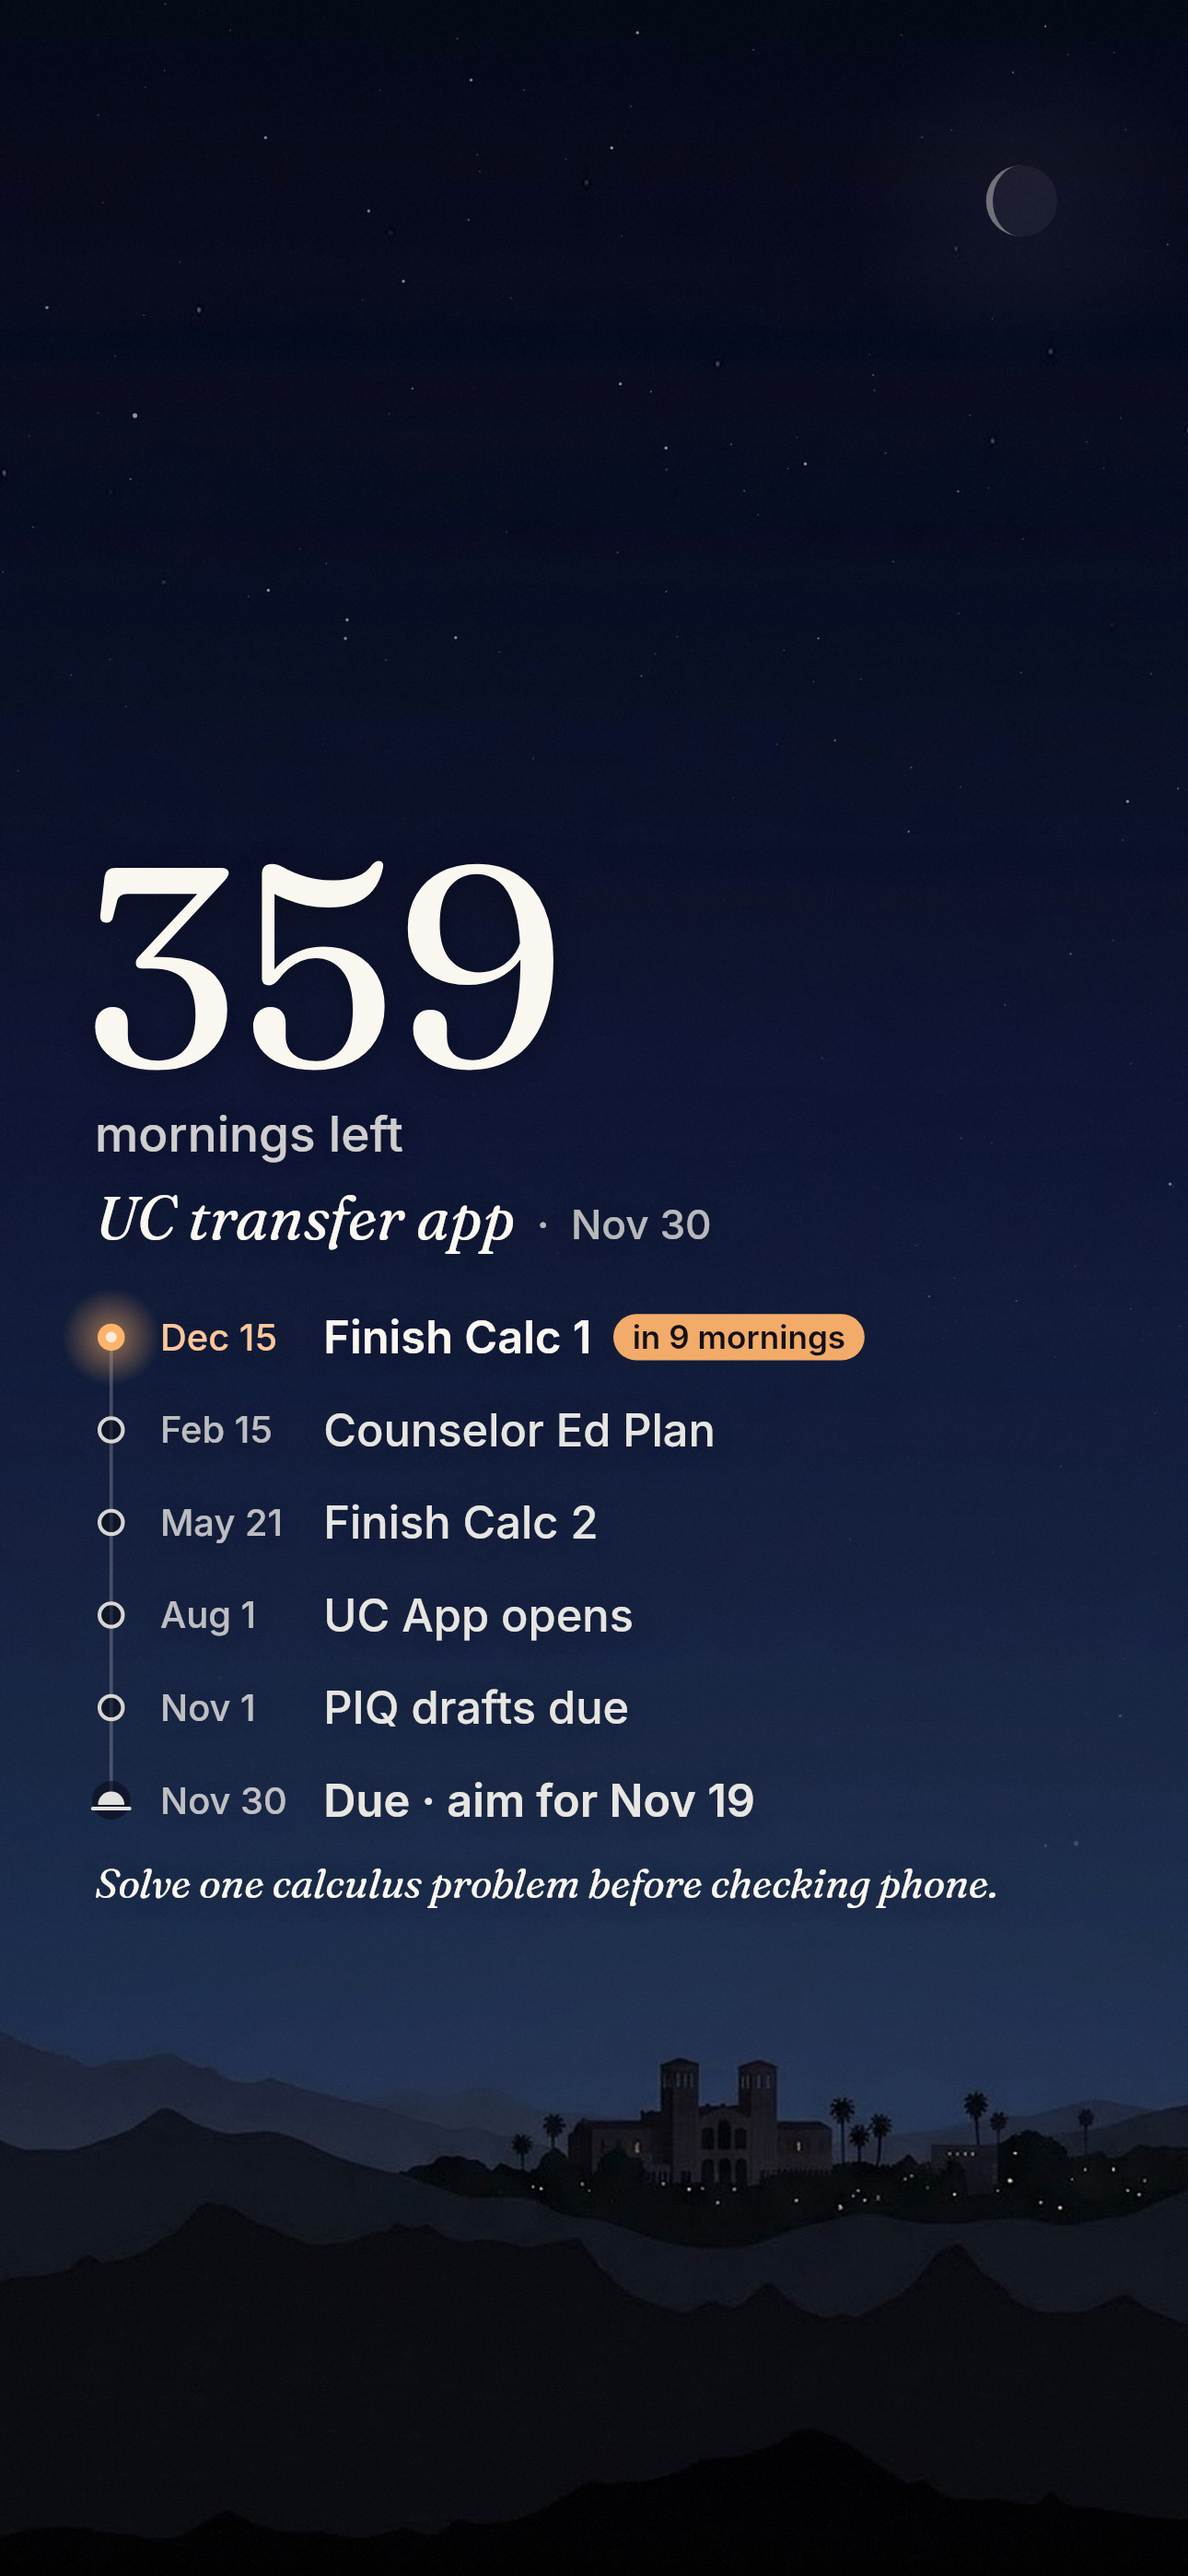 359
mornings left
UC transfer app · Nov 30
Dec 15 Finish Calc 1 in 9 mornings
Feb 15 Counselor Ed Plan
May 21 Finish Calc 2
Aug 1 UC App opens
Nov 1 PIQ drafts due
Nov 30 Due · aim for Nov 19
Solve one calculus problem before checking phone.